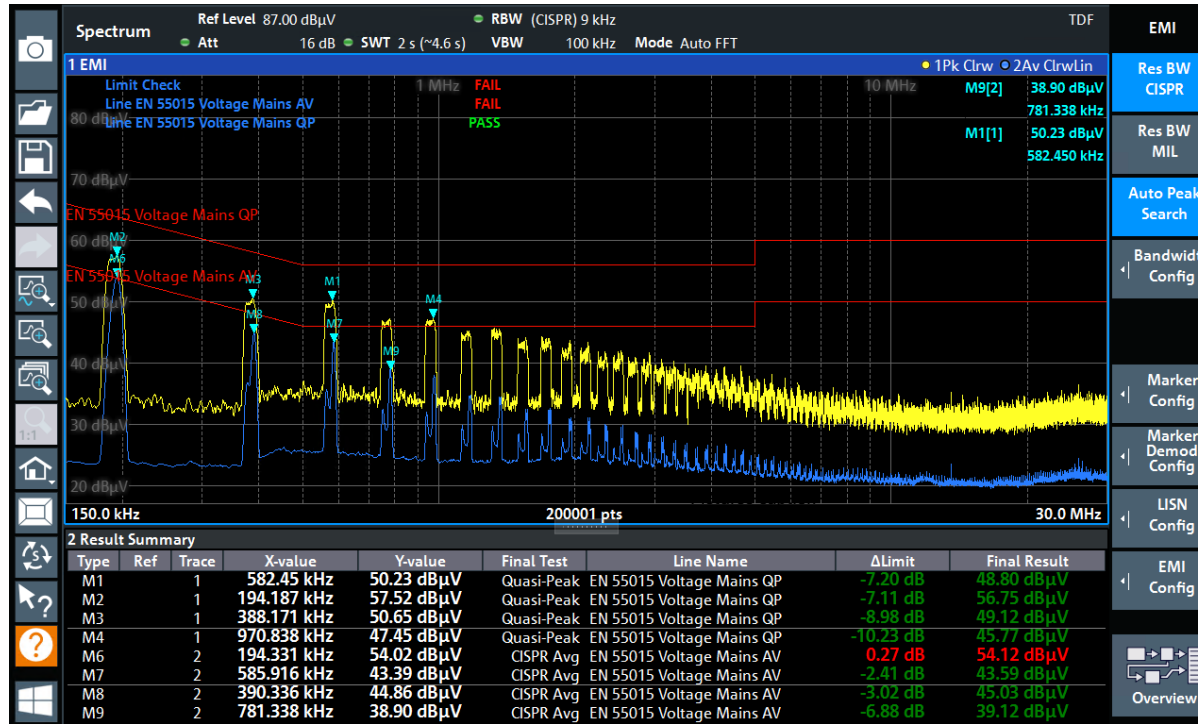 Spectrum
Ref Level 87.00 dBµV RBW (CISPR) 9 kHz TDF
Att 16 dB SWT 2 s (~4.6 s) VBW 100 kHz Mode Auto FFT
1 EMI 1Pk Clrw 2Av ClrwLin
Limit Check 1 MHz FAIL 10 MHz M9[2] 38.90 dBµV
Line EN 55015 Voltage Mains AV FAIL 781.338 kHz
80 dBµV Line EN 55015 Voltage Mains QP PASS M1[1] 50.23 dBµV
582.450 kHz
70 dBµV
EN 55015 Voltage Mains QP
60 dBµV M2
M6
EN 55015 Voltage Mains AV M3 M1
50 dBµV M4
M8 M7
M9
40 dBµV
30 dBµV
20 dBµV
150.0 kHz 200001 pts 30.0 MHz
2 Result Summary
Type Ref Trace X-value Y-value Final Test Line Name ΔLimit Final Result
M1 1 582.45 kHz 50.23 dBµV Quasi-Peak EN 55015 Voltage Mains QP -7.20 dB 48.80 dBµV
M2 1 194.187 kHz 57.52 dBµV Quasi-Peak EN 55015 Voltage Mains QP -7.11 dB 56.75 dBµV
M3 1 388.171 kHz 50.65 dBµV Quasi-Peak EN 55015 Voltage Mains QP -8.98 dB 49.12 dBµV
M4 1 970.838 kHz 47.45 dBµV Quasi-Peak EN 55015 Voltage Mains QP -10.23 dB 45.77 dBµV
M6 2 194.331 kHz 54.02 dBµV CISPR Avg EN 55015 Voltage Mains AV 0.27 dB 54.12 dBµV
M7 2 585.916 kHz 43.39 dBµV CISPR Avg EN 55015 Voltage Mains AV -2.41 dB 43.59 dBµV
M8 2 390.336 kHz 44.86 dBµV CISPR Avg EN 55015 Voltage Mains AV -3.02 dB 45.03 dBµV
M9 2 781.338 kHz 38.90 dBµV CISPR Avg EN 55015 Voltage Mains AV -6.88 dB 39.12 dBµV
1:1
EMI
Res BW
CISPR
Res BW
MIL
Auto Peak
Search
Bandwidt
Config
Marker
Config
Marker
Demod
Config
LISN
Config
EMI
Config
Overview